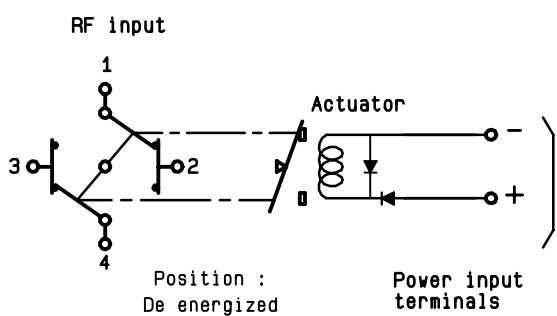 RF input
1
Actuator
−
3
2
+
4
Position :
De energized
Power input
terminals